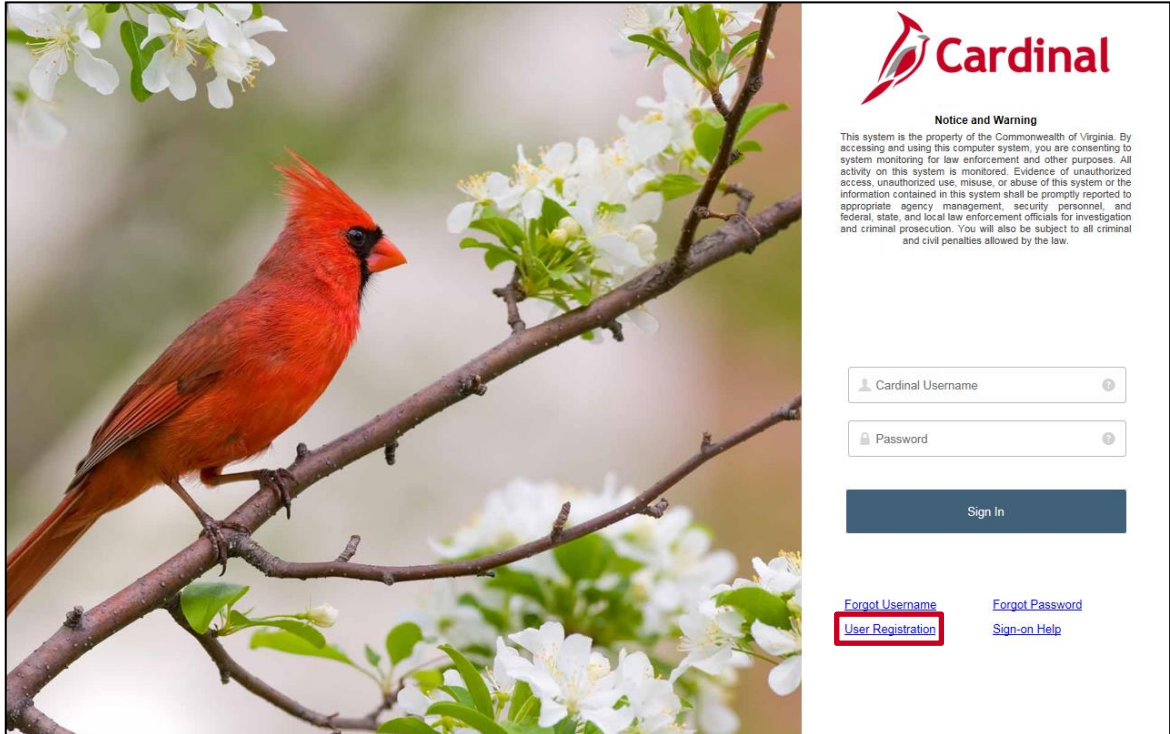 Cardinal
Notice and Warning
This system is the property of the Commonwealth of Virginia. By
accessing and using this computer system, you are consenting to
system monitoring for law enforcement and other purposes. All
activity on this system is monitored. Evidence of unauthorized
access, unauthorized use, misuse, or abuse of this system or the
information contained in this system shall be promptly reported to
appropriate agency management, security personnel, and
federal, state, and local law enforcement officials for investigation
and criminal prosecution. You will also be subject to all criminal
and civil penalties allowed by the law.
Cardinal Username ?
Password ?
Sign In
Forgot Username Forgot Password
User Registration Sign-on Help